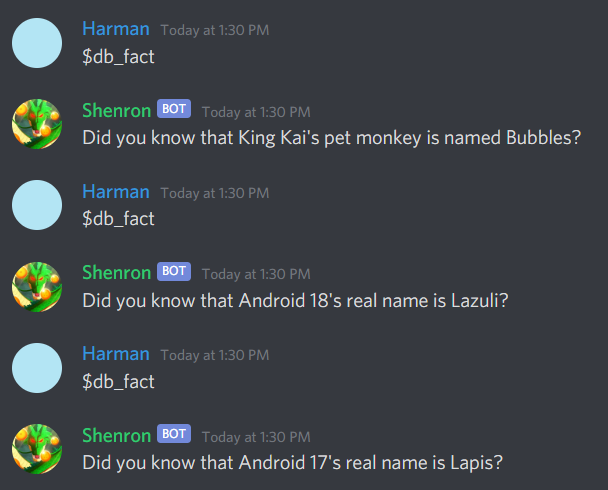 Harman Today at 1:30 PM
$db_fact
Shenron BOT Today at 1:30 PM
Did you know that King Kai's pet monkey is named Bubbles?
Harman Today at 1:30 PM
$db_fact
Shenron BOT Today at 1:30 PM
Did you know that Android 18's real name is Lazuli?
Harman Today at 1:30 PM
$db_fact
Shenron BOT Today at 1:30 PM
Did you know that Android 17's real name is Lapis?